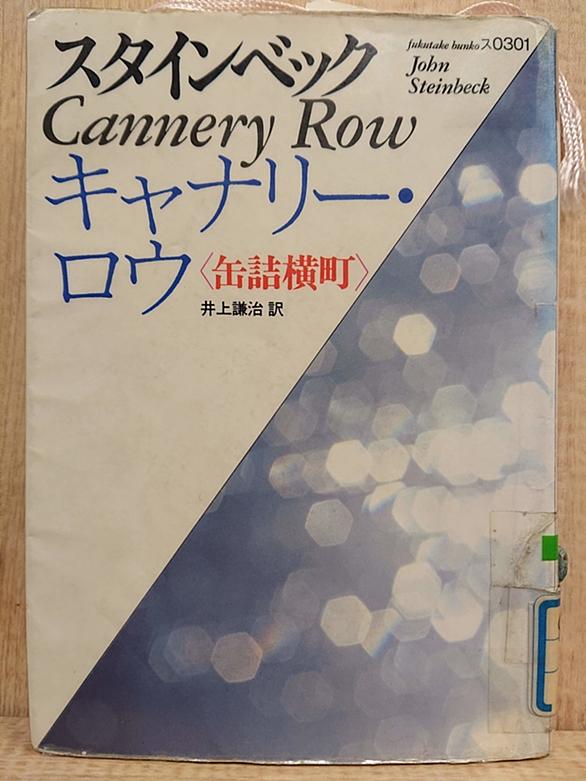 スタインベック
fukutake bunko ス0301
John
Steinbeck
Cannery Row
キャナリー・
ロウ〈缶詰横町〉
井上謙治 訳